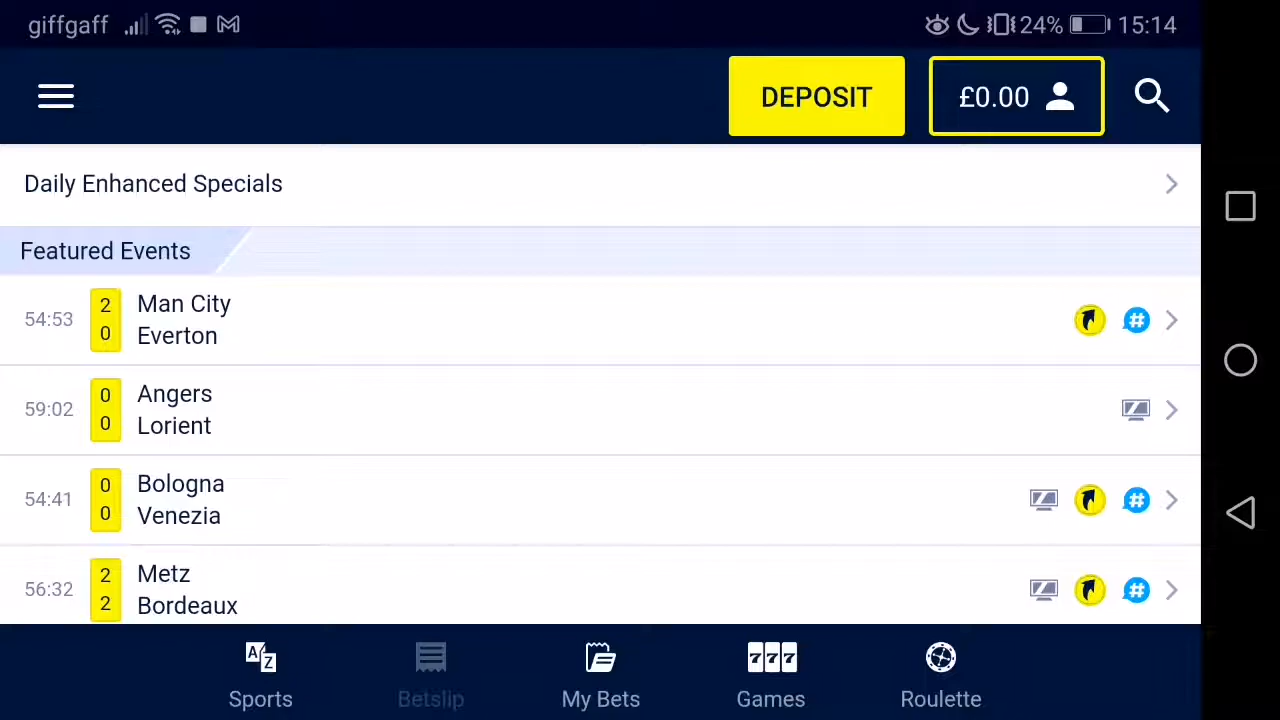 giffgaff 24% 15:14
DEPOSIT £0.00
Daily Enhanced Specials
Featured Events
54:53 2 0 Man City
Everton
59:02 0 0 Angers
Lorient
54:41 0 0 Bologna
Venezia
56:32 2 2 Metz
Bordeaux
Sports Betslip My Bets Games Roulette